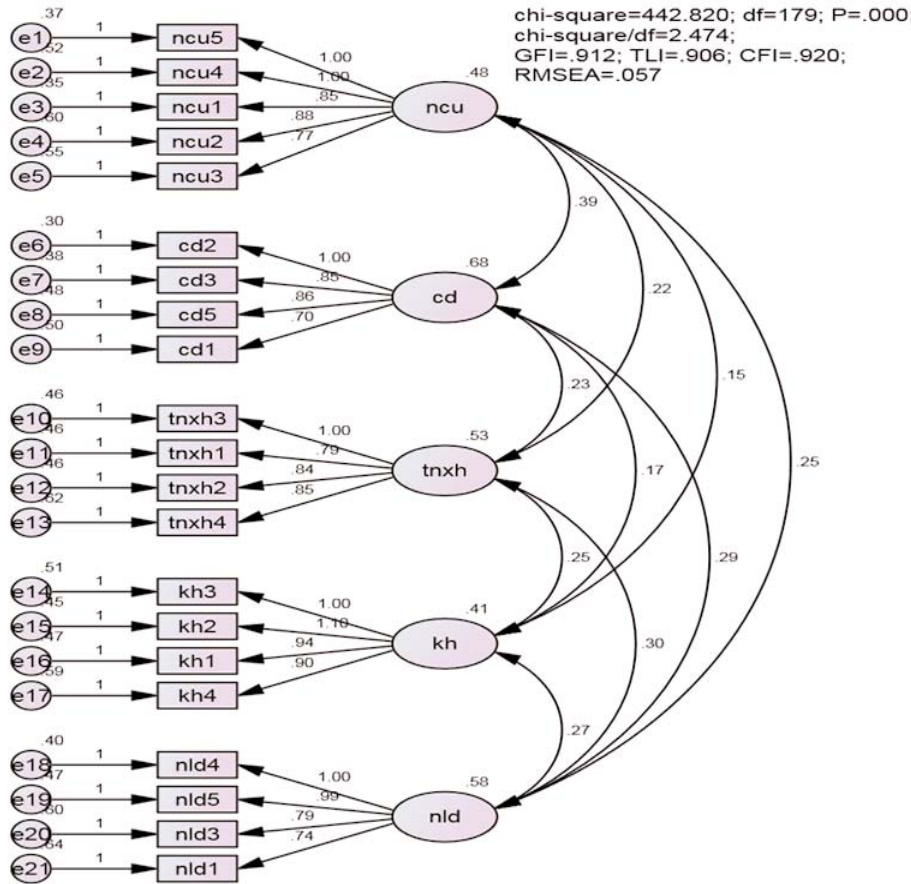 chi-square=442.820; df=179; P=.000
chi-square/df=2.474;
GFI=.912; TLI=.906; CFI=.920;
RMSEA=.057
.37
e1 1 ncu5 1.00
.52
e2 1 ncu4 1.00
.35
e3 1 ncu1 .85
.60
e4 1 ncu2 .88
.55
e5 1 ncu3 .77
.48
ncu
.30
e6 1 cd2 1.00
.38
e7 1 cd3 .85
.48
e8 1 cd5 .86
.50
e9 1 cd1 .70
.68
cd
.46
e10 1 tnxh3 1.00
.46
e11 1 tnxh1 .79
.46
e12 1 tnxh2 .84
.62
e13 1 tnxh4 .85
.53
tnxh
.51
e14 1 kh3 1.00
.45
e15 1 kh2 1.10
.47
e16 1 kh1 .94
.59
e17 1 kh4 .90
.41
kh
.40
e18 1 nld4 1.00
.47
e19 1 nld5 .99
.60
e20 1 nld3 .79
.64
e21 1 nld1 .74
.58
nld
.39
.22
.15
.25
.23
.17
.29
.25
.30
.27